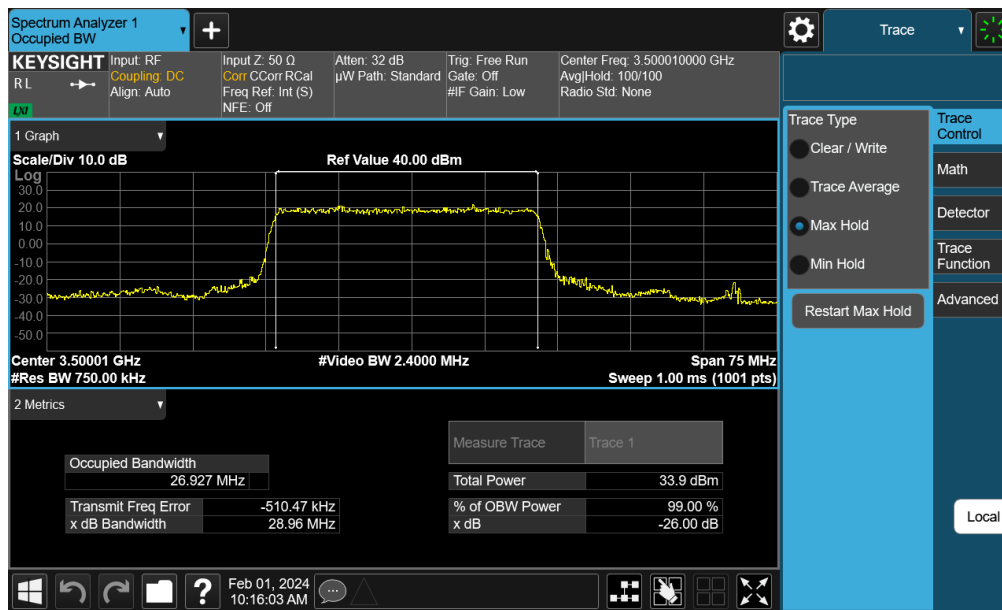 Spectrum Analyzer 1
Occupied BW
Trace
KEYSIGHT
R L
LXI
Input: RF
Coupling: DC
Align: Auto
Input Z: 50 Ω
Corr CCorr RCal
Freq Ref: Int (S)
NFE: Off
Atten: 32 dB
µW Path: Standard
Trig: Free Run
Gate: Off
#IF Gain: Low
Center Freq: 3.500010000 GHz
Avg|Hold: 100/100
Radio Std: None
1 Graph
Scale/Div 10.0 dB
Ref Value 40.00 dBm
Log
30.0
20.0
10.0
0.00
-10.0
-20.0
-30.0
-40.0
-50.0
Center 3.50001 GHz
#Video BW 2.4000 MHz
Span 75 MHz
#Res BW 750.00 kHz
Sweep 1.00 ms (1001 pts)
2 Metrics
Measure Trace
Trace 1
Occupied Bandwidth
26.927 MHz
Total Power
33.9 dBm
Transmit Freq Error
-510.47 kHz
% of OBW Power
99.00 %
x dB Bandwidth
28.96 MHz
x dB
-26.00 dB
Trace Type
Clear / Write
Trace Average
Max Hold
Min Hold
Restart Max Hold
Trace
Control
Math
Detector
Trace
Function
Advanced
Local
?
Feb 01, 2024
10:16:03 AM